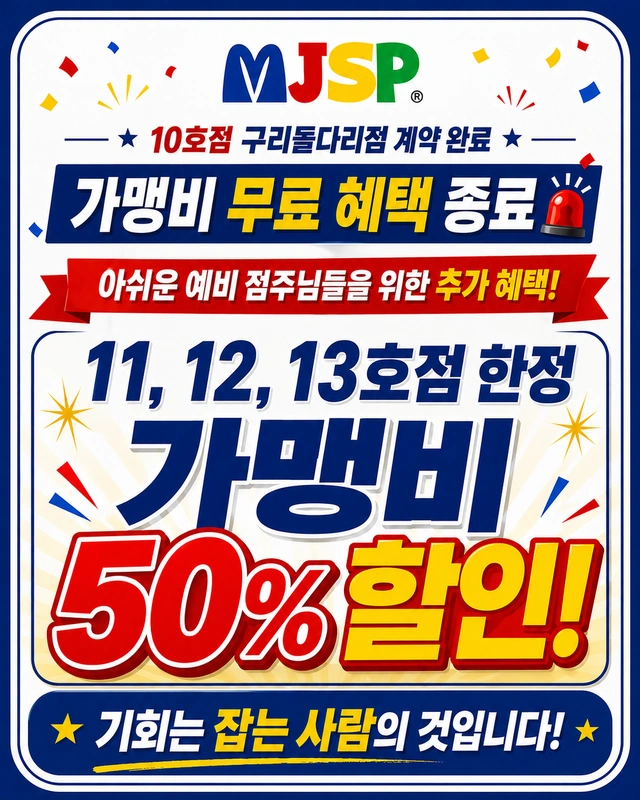 MJSP®
10호점 구리돌다리점 계약 완료
가맹비 무료 혜택 종료
아쉬운 예비 점주님들을 위한 추가 혜택!
11, 12, 13호점 한정
가맹비
50% 할인!
기회는 잡는 사람의 것입니다!